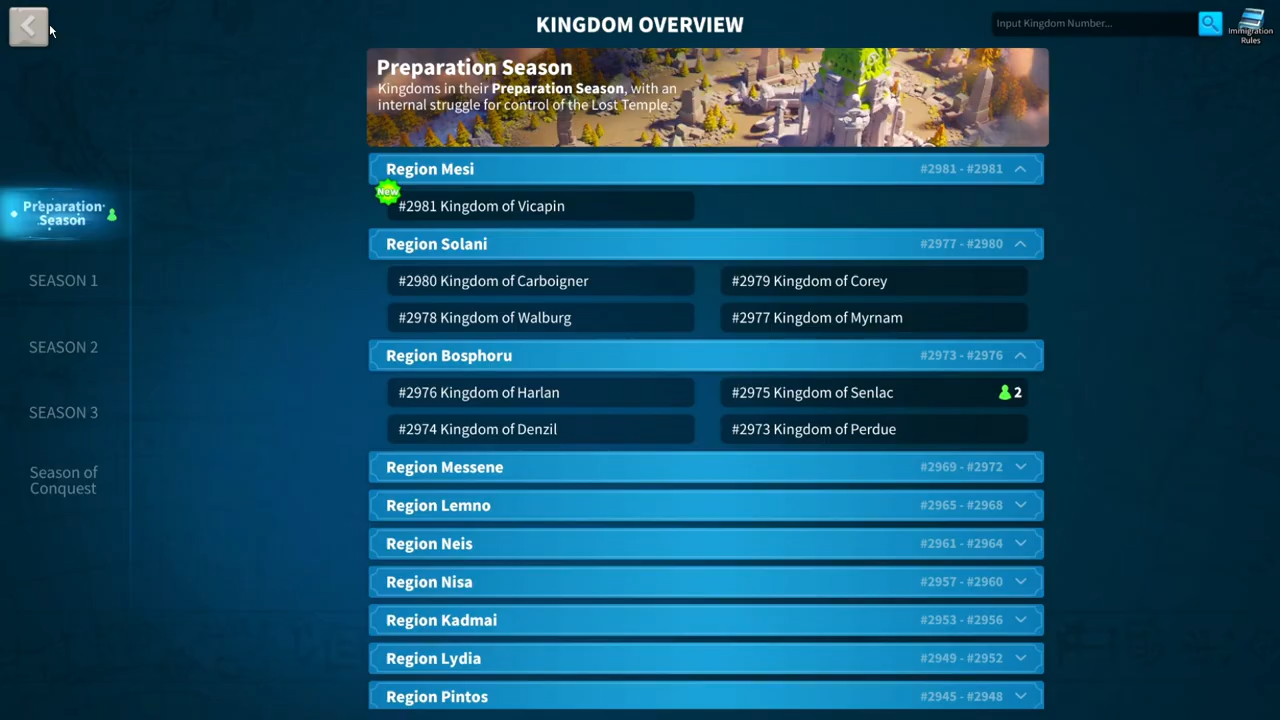 KINGDOM OVERVIEW
Input Kingdom Number...
Immigration
Rules
Preparation Season
Kingdoms in their Preparation Season, with an
internal struggle for control of the Lost Temple.
Preparation
Season
SEASON 1
SEASON 2
SEASON 3
Season of
Conquest
Region Mesi #2981 - #2981
New
#2981 Kingdom of Vicapin
Region Solani #2977 - #2980
#2980 Kingdom of Carboigner #2979 Kingdom of Corey
#2978 Kingdom of Walburg #2977 Kingdom of Myrnam
Region Bosphoru #2973 - #2976
#2976 Kingdom of Harlan #2975 Kingdom of Senlac 2
#2974 Kingdom of Denzil #2973 Kingdom of Perdue
Region Messene #2969 - #2972
Region Lemno #2965 - #2968
Region Neis #2961 - #2964
Region Nisa #2957 - #2960
Region Kadmai #2953 - #2956
Region Lydia #2949 - #2952
Region Pintos #2945 - #2948